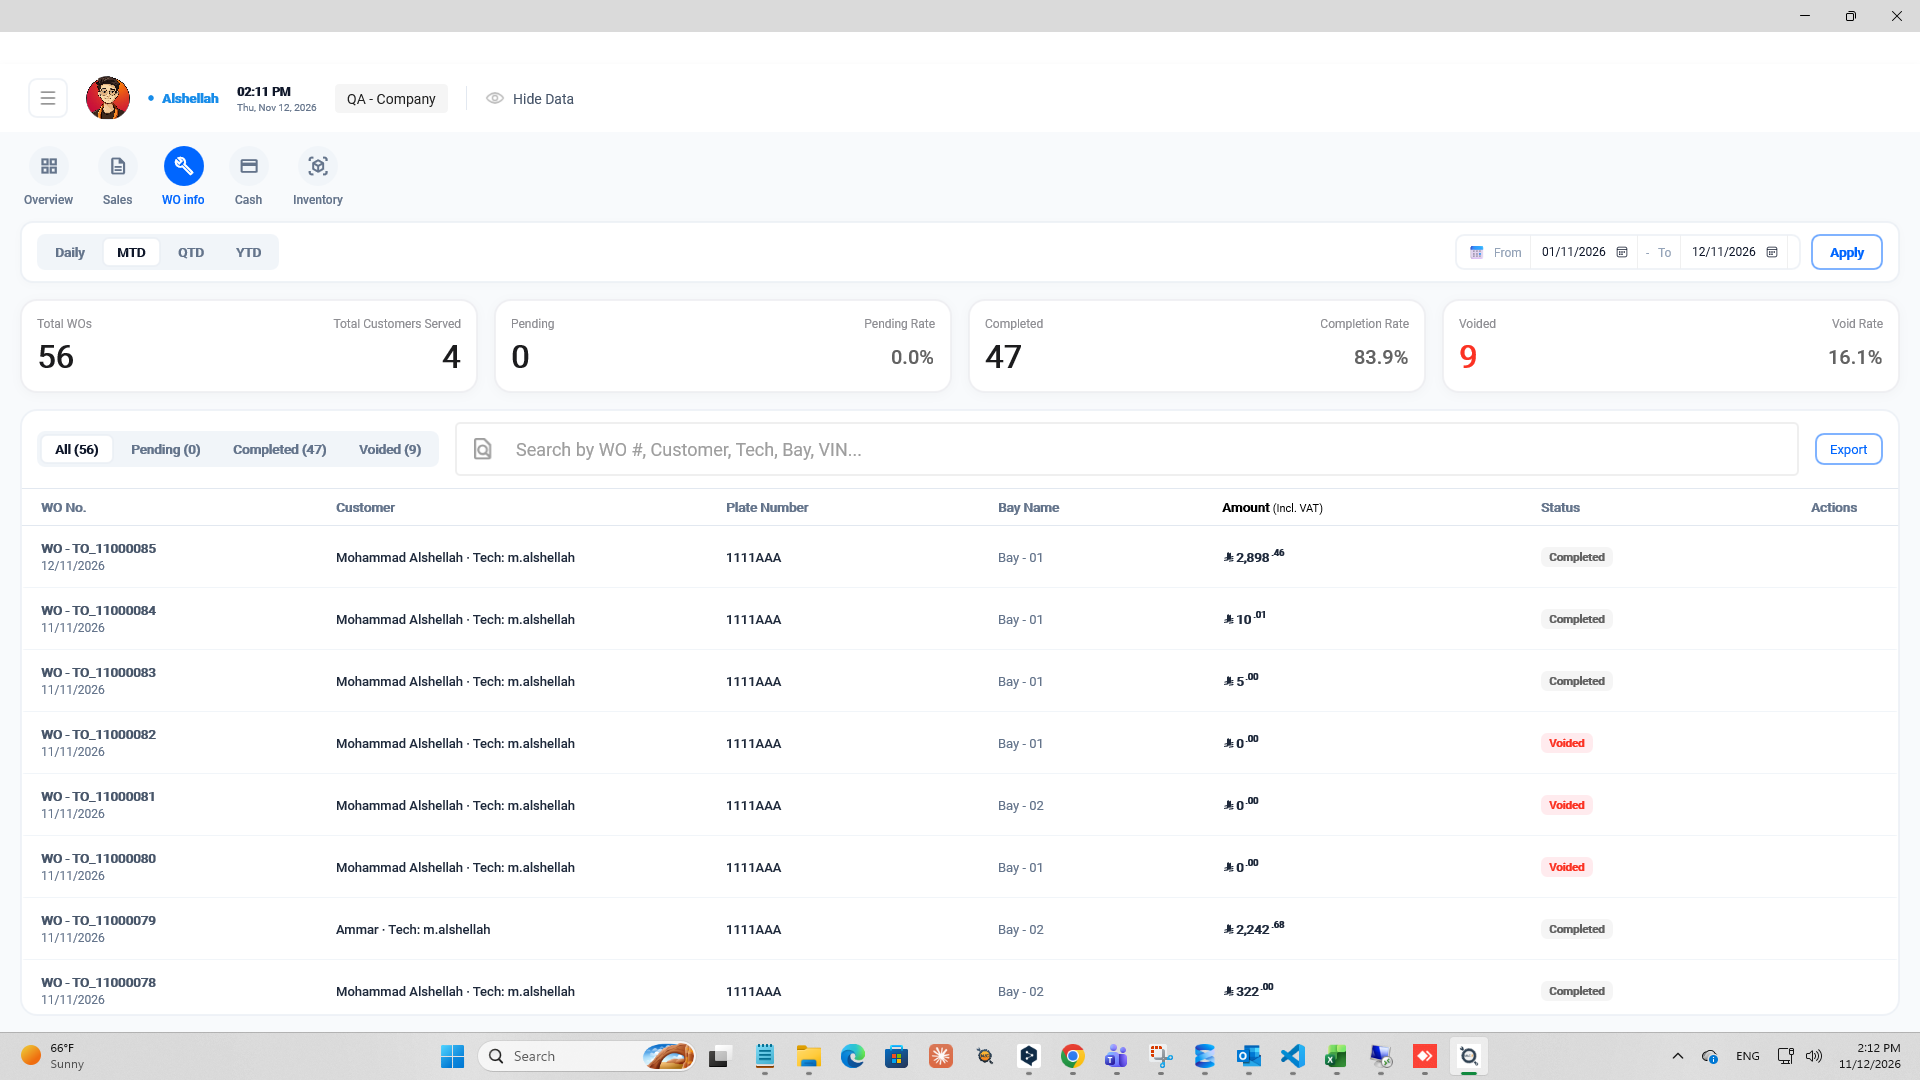 Alshellah
02:11 PM
Thu, Nov 12, 2026
QA - Company
Hide Data
Overview
Sales
WO info
Cash
Inventory
Daily
MTD
QTD
YTD
From
01/11/2026
- To
12/11/2026
Apply
Total WOs
Total Customers Served
56
4
Pending
Pending Rate
0
0.0%
Completed
Completion Rate
47
83.9%
Voided
Void Rate
9
16.1%
All (56)
Pending (0)
Completed (47)
Voided (9)
Search by WO #, Customer, Tech, Bay, VIN...
Export
WO No. Customer Plate Number Bay Name Amount (Incl. VAT) Status Actions
WO - TO_11000085
12/11/2026
Mohammad Alshellah · Tech: m.alshellah 1111AAA Bay - 01 2,898.46 Completed
WO - TO_11000084
11/11/2026
Mohammad Alshellah · Tech: m.alshellah 1111AAA Bay - 01 10.01 Completed
WO - TO_11000083
11/11/2026
Mohammad Alshellah · Tech: m.alshellah 1111AAA Bay - 01 5.00 Completed
WO - TO_11000082
11/11/2026
Mohammad Alshellah · Tech: m.alshellah 1111AAA Bay - 01 0.00 Voided
WO - TO_11000081
11/11/2026
Mohammad Alshellah · Tech: m.alshellah 1111AAA Bay - 02 0.00 Voided
WO - TO_11000080
11/11/2026
Mohammad Alshellah · Tech: m.alshellah 1111AAA Bay - 01 0.00 Voided
WO - TO_11000079
11/11/2026
Ammar · Tech: m.alshellah 1111AAA Bay - 02 2,242.68 Completed
WO - TO_11000078
11/11/2026
Mohammad Alshellah · Tech: m.alshellah 1111AAA Bay - 02 322.00 Completed
66°F
Sunny
Search
ENG
2:12 PM
11/12/2026